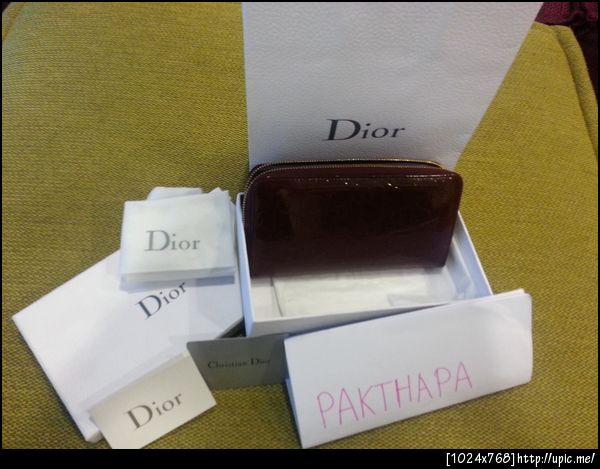 Dior
Dior
Dior
Christian Dior
Dior
PAKTHAPA
[1024x768]http://upic.me/